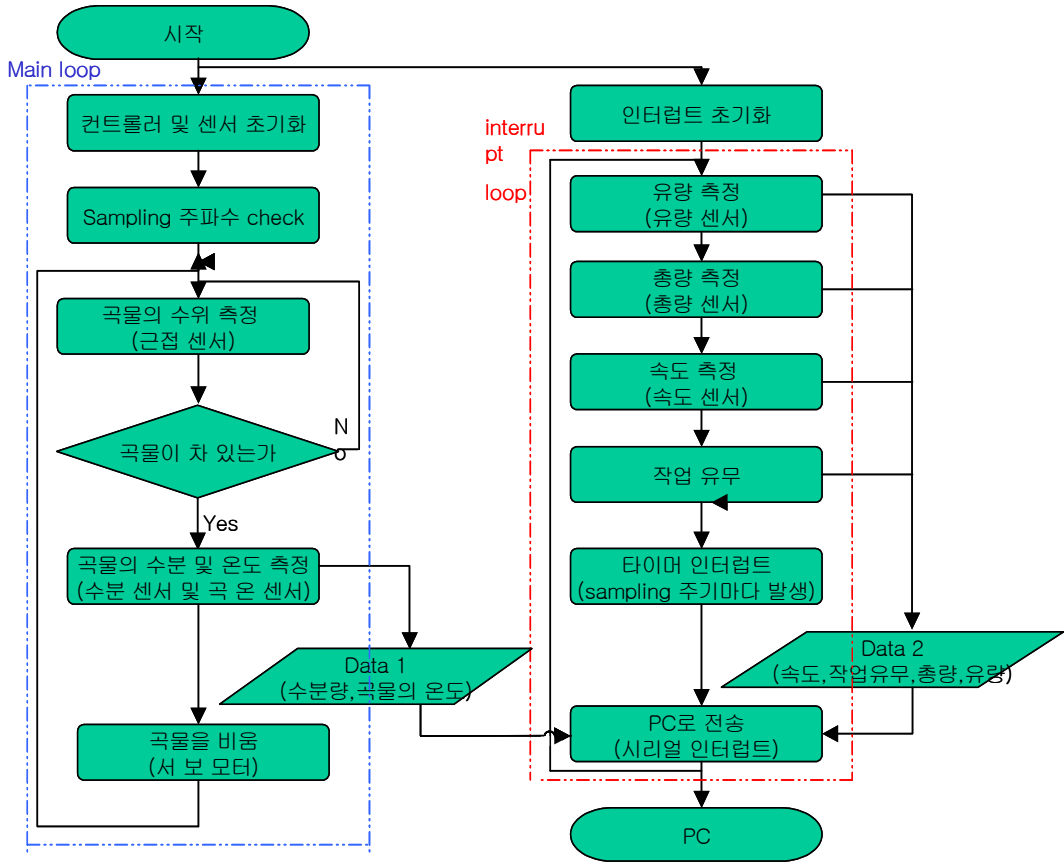 시작
Main loop
컨트롤러 및 센서 초기화
Sampling 주파수 check
곡물의 수위 측정
(근접 센서)
곡물이 차 있는가
N
o
Yes
곡물의 수분 및 온도 측정
(수분 센서 및 곡 온 센서)
Data 1
(수분량,곡물의 온도)
곡물을 비움
(서 보 모터)
인터럽트 초기화
interru
pt
loop
유량 측정
(유량 센서)
총량 측정
(총량 센서)
속도 측정
(속도 센서)
작업 유무
타이머 인터럽트
(sampling 주기마다 발생)
Data 2
(속도,작업유무,총량,유량)
PC로 전송
(시리얼 인터럽트)
PC